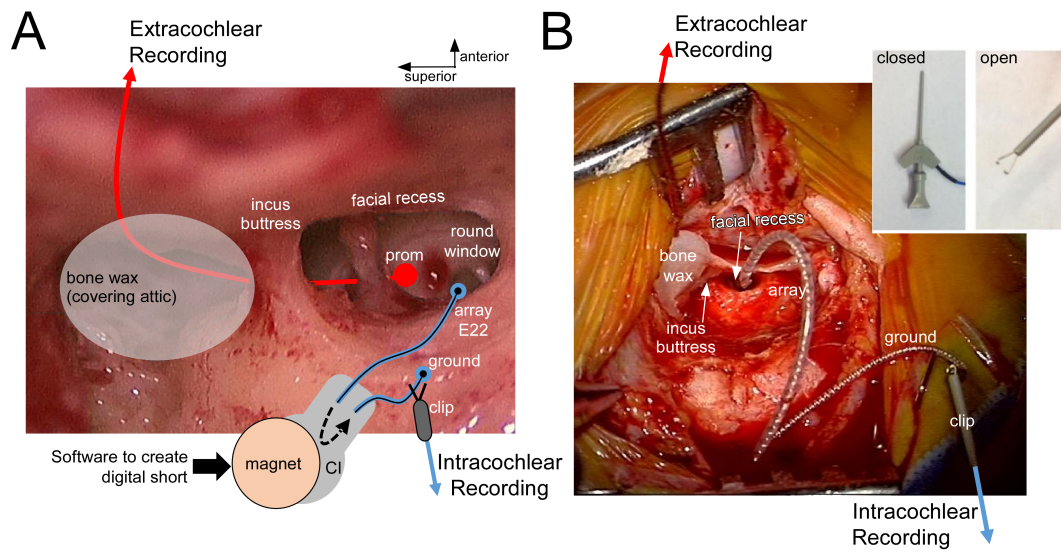 A
Extracochlear
Recording
anterior
superior
incus
buttress
facial recess
round
window
prom
bone wax
(covering attic)
array
E22
ground
clip
Software to create
digital short
magnet
CI
Intracochlear
Recording
B
Extracochlear
Recording
closed
open
facial recess
bone
wax
array
incus
buttress
ground
clip
Intracochlear
Recording